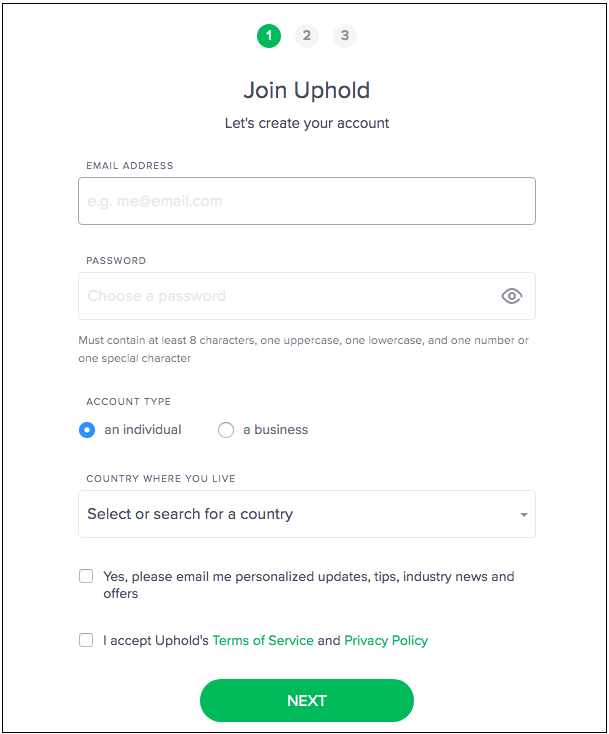 1 2 3
Join Uphold
Let's create your account
EMAIL ADDRESS
e.g. me@email.com
PASSWORD
Choose a password
Must contain at least 8 characters, one uppercase, one lowercase, and one number or
one special character
ACCOUNT TYPE
an individual a business
COUNTRY WHERE YOU LIVE
Select or search for a country
Yes, please email me personalized updates, tips, industry news and
offers
I accept Uphold's Terms of Service and Privacy Policy
NEXT